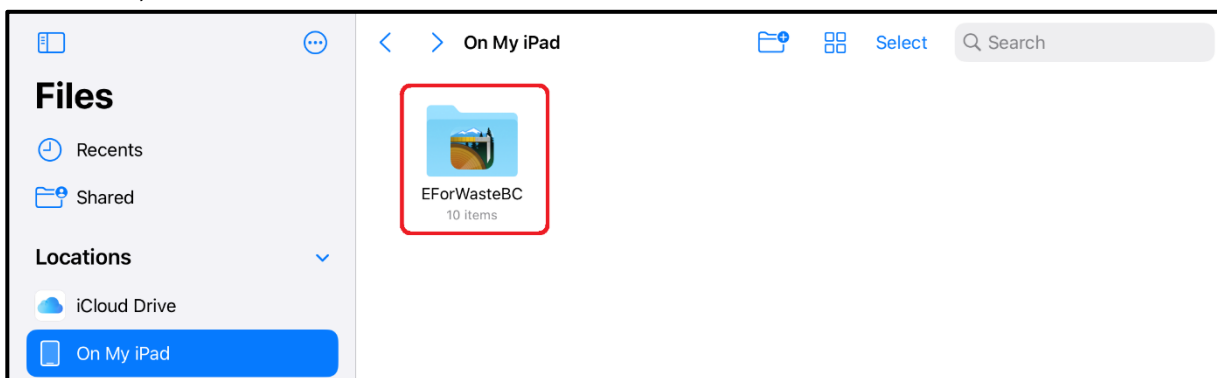 On My iPad
Select
Search
Files
Recents
Shared
Locations
iCloud Drive
On My iPad
EForWasteBC
10 items